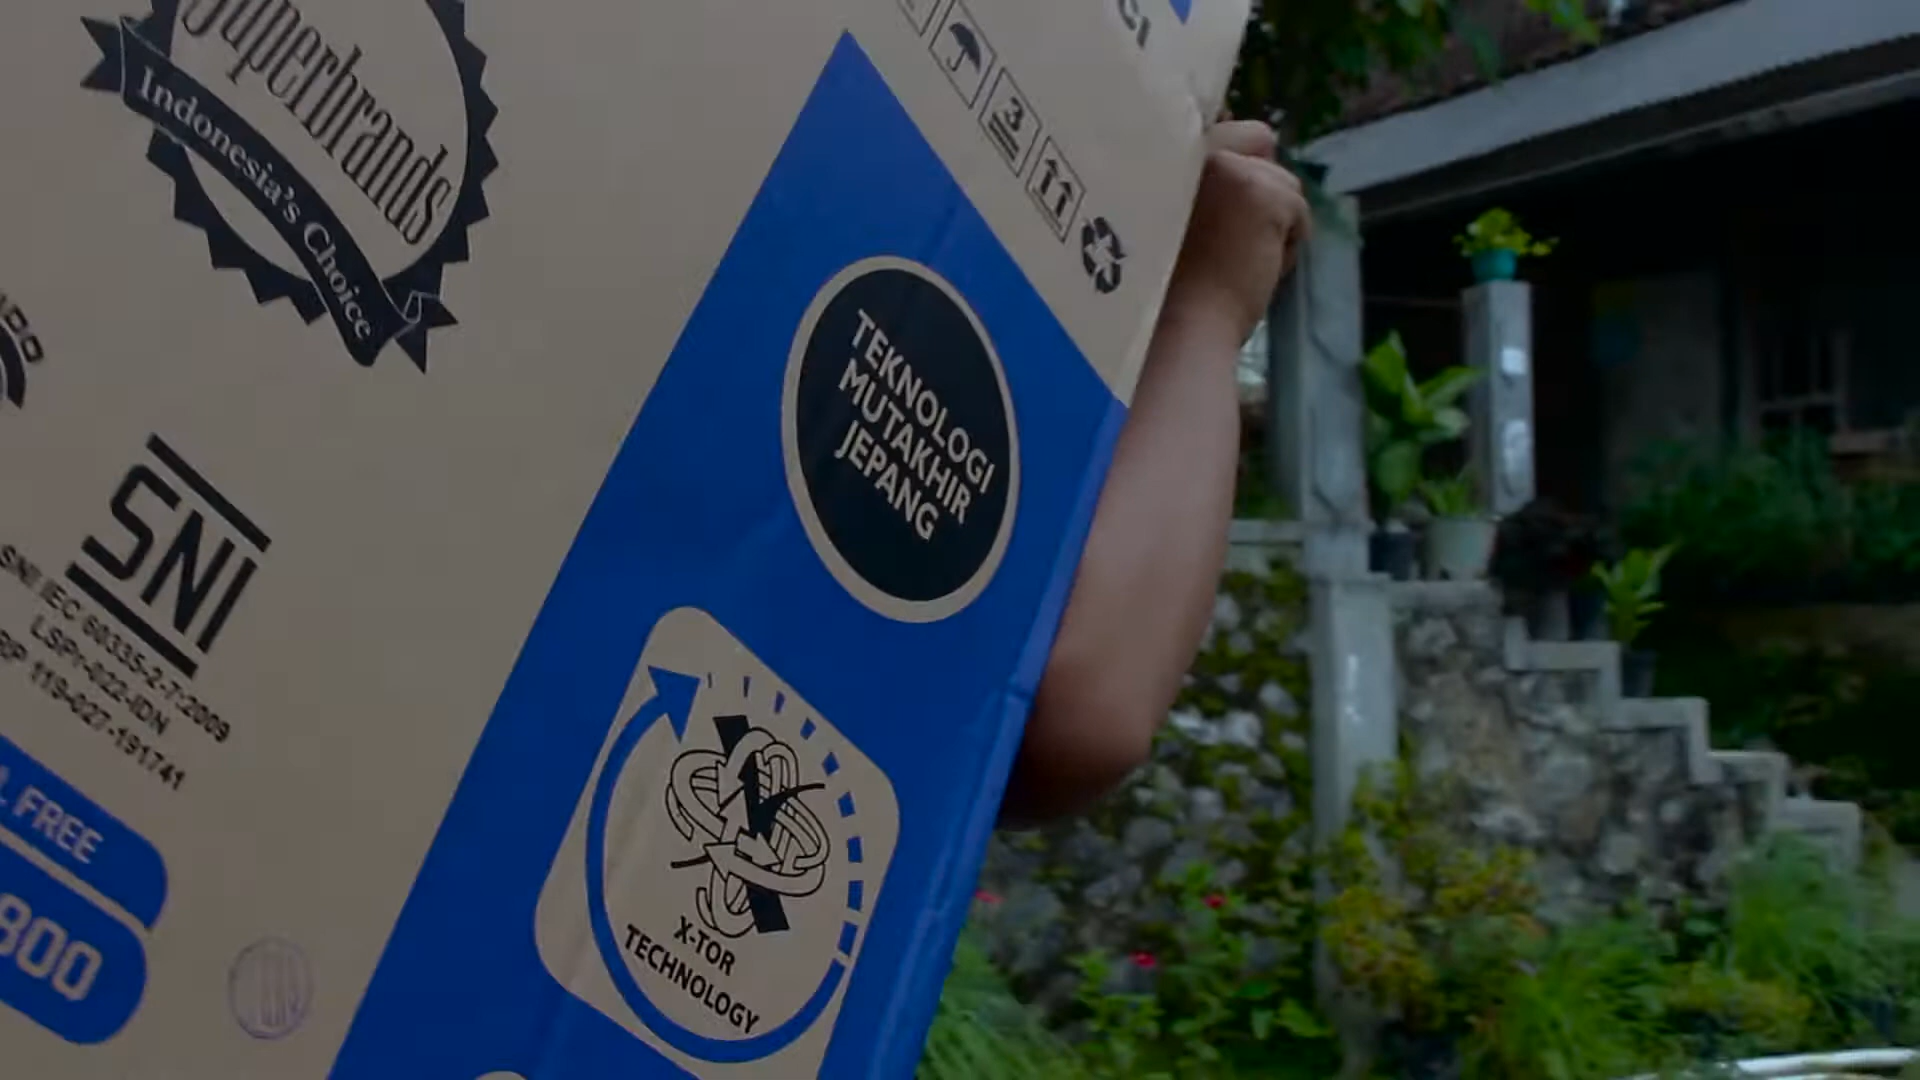 Superbrands
Indonesia's Choice
3
TEKNOLOGI
MUTAKHIR
JEPANG
SNI
SNI IEC 60335-2-7:2009
LSPr-022-IDN
119-027-191741
FREE
800
X-TOR
TECHNOLOGY